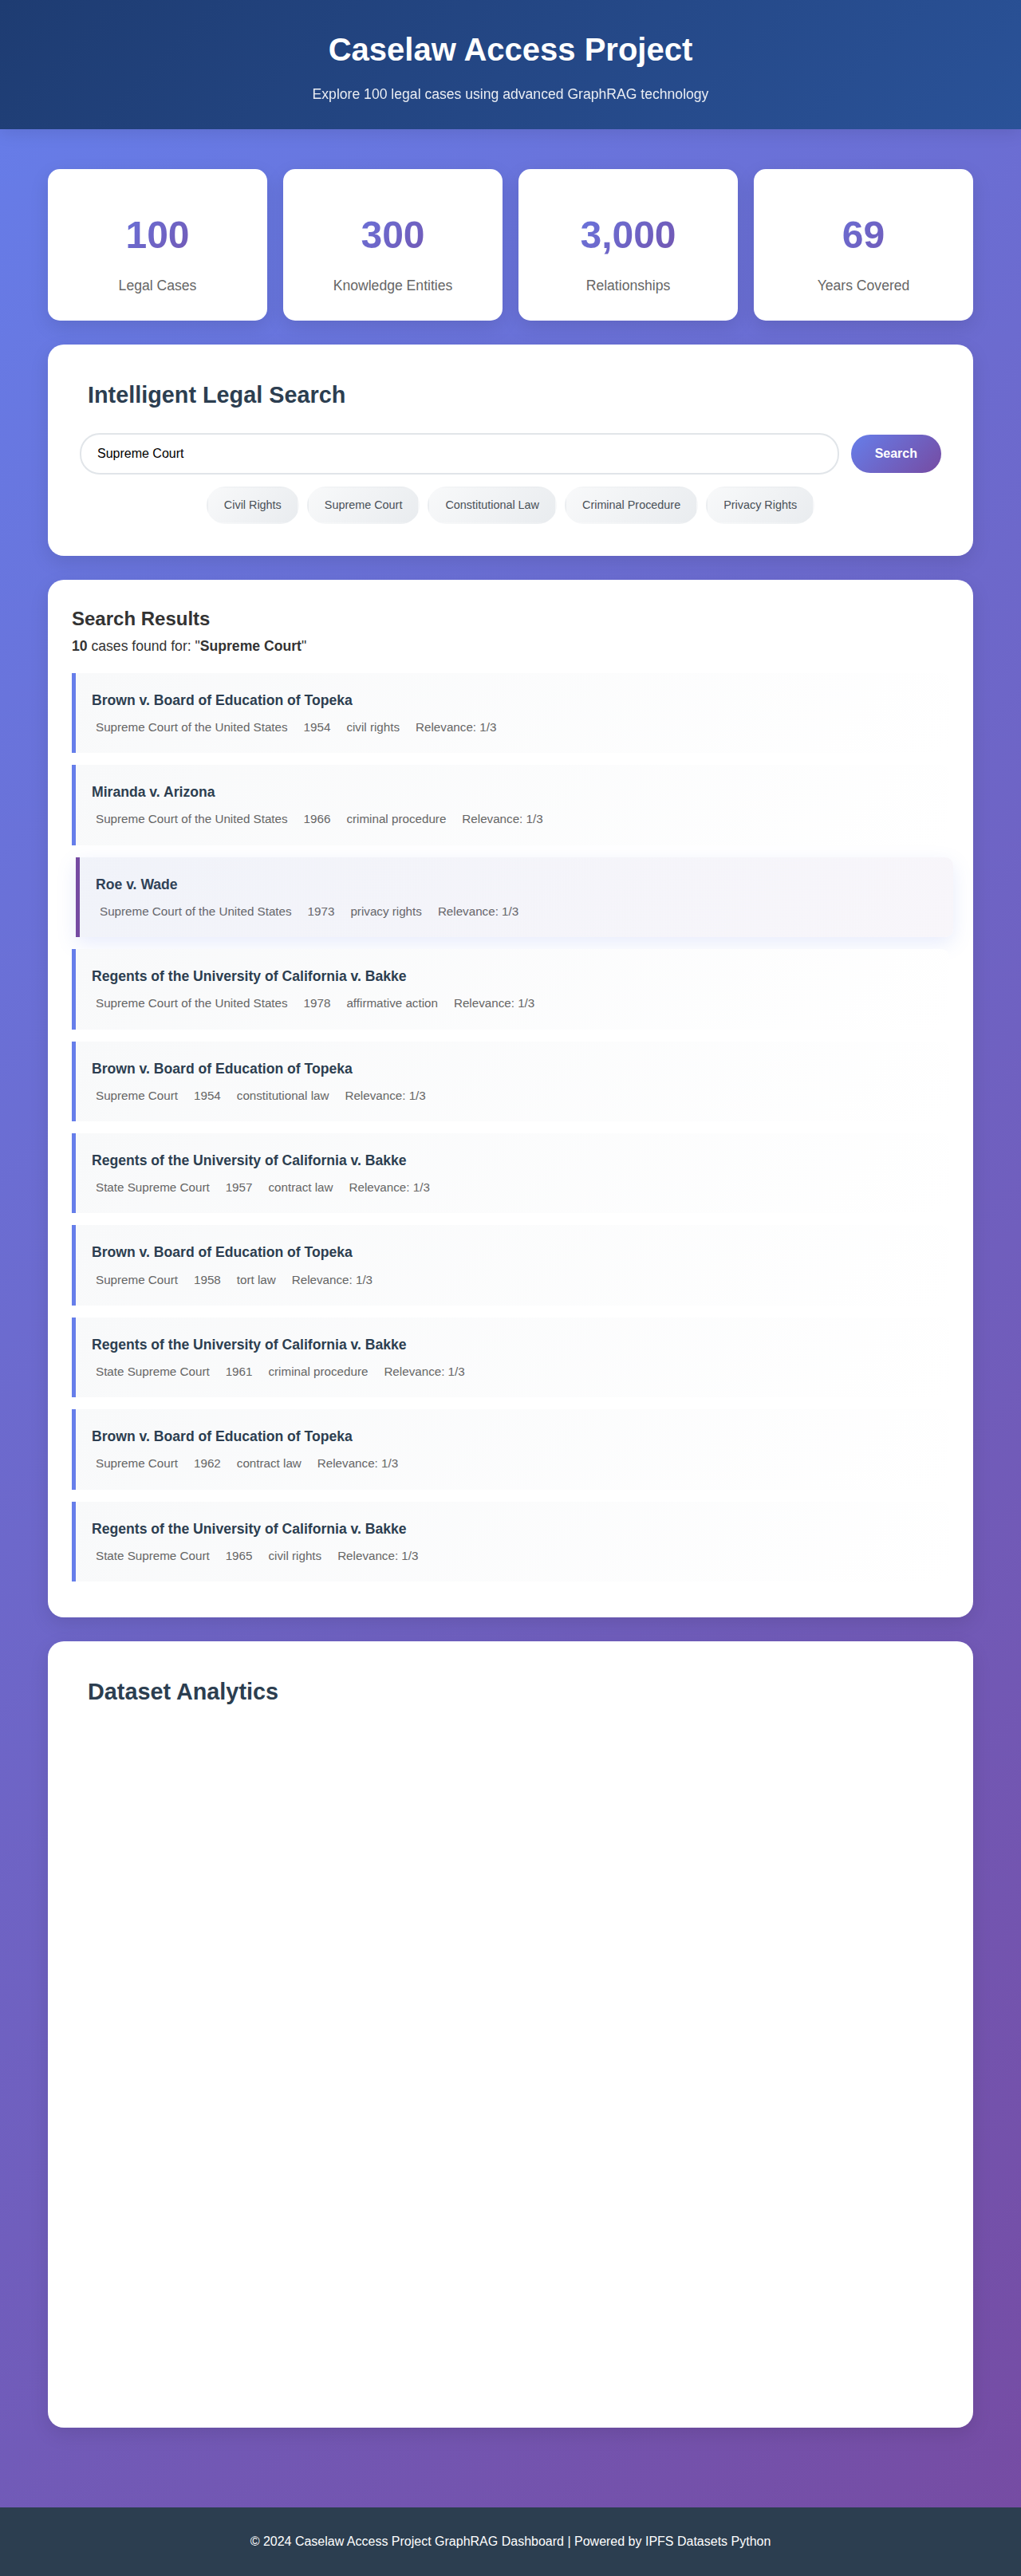 Caselaw Access Project
Explore 100 legal cases using advanced GraphRAG technology
100
Legal Cases
300
Knowledge Entities
3,000
Relationships
69
Years Covered
Intelligent Legal Search
Supreme Court
Search
Civil Rights
Supreme Court
Constitutional Law
Criminal Procedure
Privacy Rights
Search Results
10 cases found for: "Supreme Court"
Brown v. Board of Education of Topeka
Supreme Court of the United States 1954 civil rights Relevance: 1/3
Miranda v. Arizona
Supreme Court of the United States 1966 criminal procedure Relevance: 1/3
Roe v. Wade
Supreme Court of the United States 1973 privacy rights Relevance: 1/3
Regents of the University of California v. Bakke
Supreme Court of the United States 1978 affirmative action Relevance: 1/3
Brown v. Board of Education of Topeka
Supreme Court 1954 constitutional law Relevance: 1/3
Regents of the University of California v. Bakke
State Supreme Court 1957 contract law Relevance: 1/3
Brown v. Board of Education of Topeka
Supreme Court 1958 tort law Relevance: 1/3
Regents of the University of California v. Bakke
State Supreme Court 1961 criminal procedure Relevance: 1/3
Brown v. Board of Education of Topeka
Supreme Court 1962 contract law Relevance: 1/3
Regents of the University of California v. Bakke
State Supreme Court 1965 civil rights Relevance: 1/3
Dataset Analytics
© 2024 Caselaw Access Project GraphRAG Dashboard | Powered by IPFS Datasets Python